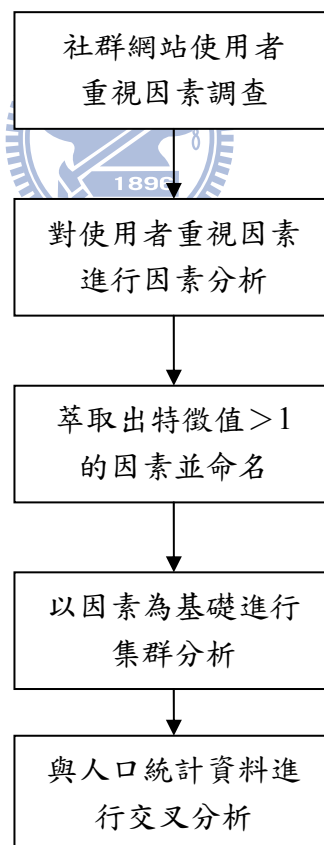 社群網站使用者
重視因素調查
1896
對使用者重視因素
進行因素分析
萃取出特徵值＞1
的因素並命名
以因素為基礎進行
集群分析
與人口統計資料進
行交叉分析